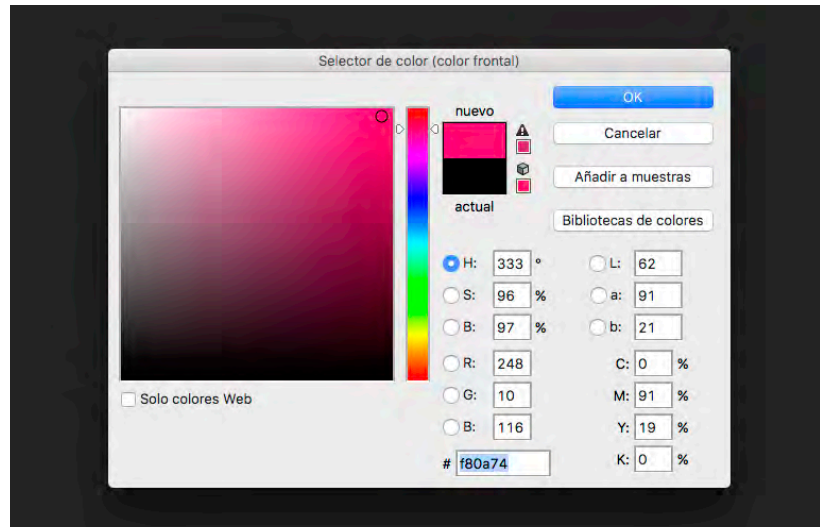 Selector de color (color frontal)
nuevo
actual
OK
Cancelar
Añadir a muestras
Bibliotecas de colores
H: 333 °
S: 96 %
B: 97 %
R: 248
G: 10
B: 116
# f80a74
L: 62
a: 91
b: 21
C: 0 %
M: 91 %
Y: 19 %
K: 0 %
Solo colores Web